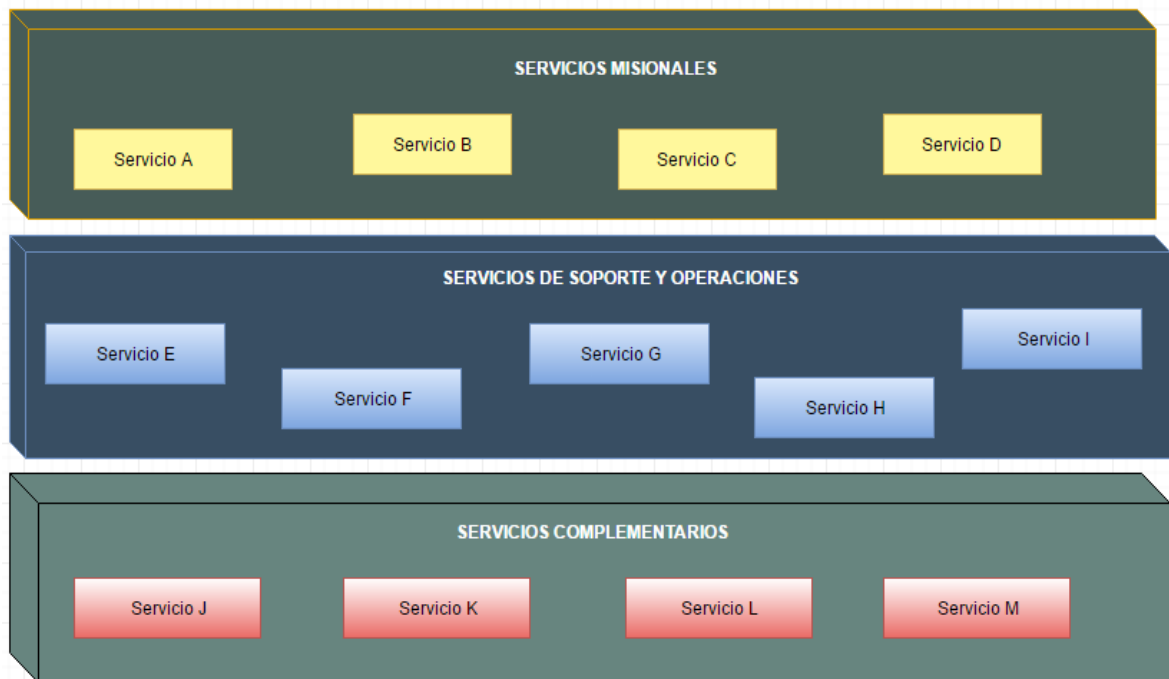 SERVICIOS MISIONALES
Servicio A
Servicio B
Servicio C
Servicio D
SERVICIOS DE SOPORTE Y OPERACIONES
Servicio E
Servicio F
Servicio G
Servicio H
Servicio I
SERVICIOS COMPLEMENTARIOS
Servicio J
Servicio K
Servicio L
Servicio M